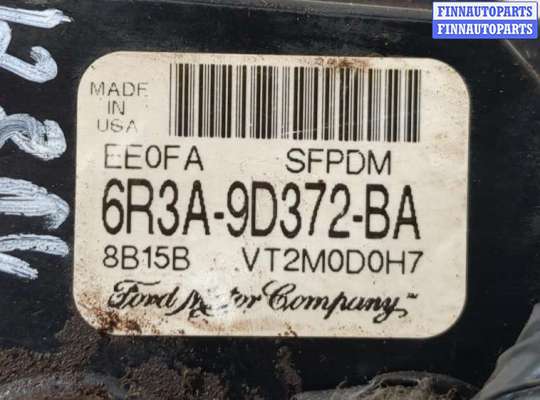 FINNAUTOPARTS
FINNAUTOPARTS
MADE
IN
USA
EE0FA SFPDM
6R3A-9D372-BA
8B15B VT2M0D0H7
Ford Motor Company